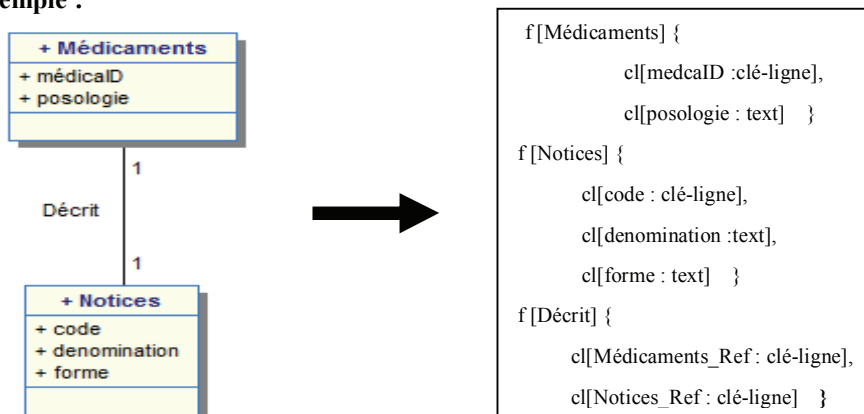 emple :
+ Médicaments
+ médicalD
+ posologie
1
Décrit
1
+ Notices
+ code
+ denomination
+ forme
f [Médicaments] {
cl[medcaID :clé-ligne],
cl[posologie : text] }
f [Notices] {
cl[code : clé-ligne],
cl[denomination :text],
cl[forme : text] }
f [Décrit] {
cl[Médicaments_Ref : clé-ligne],
cl[Notices_Ref : clé-ligne] }